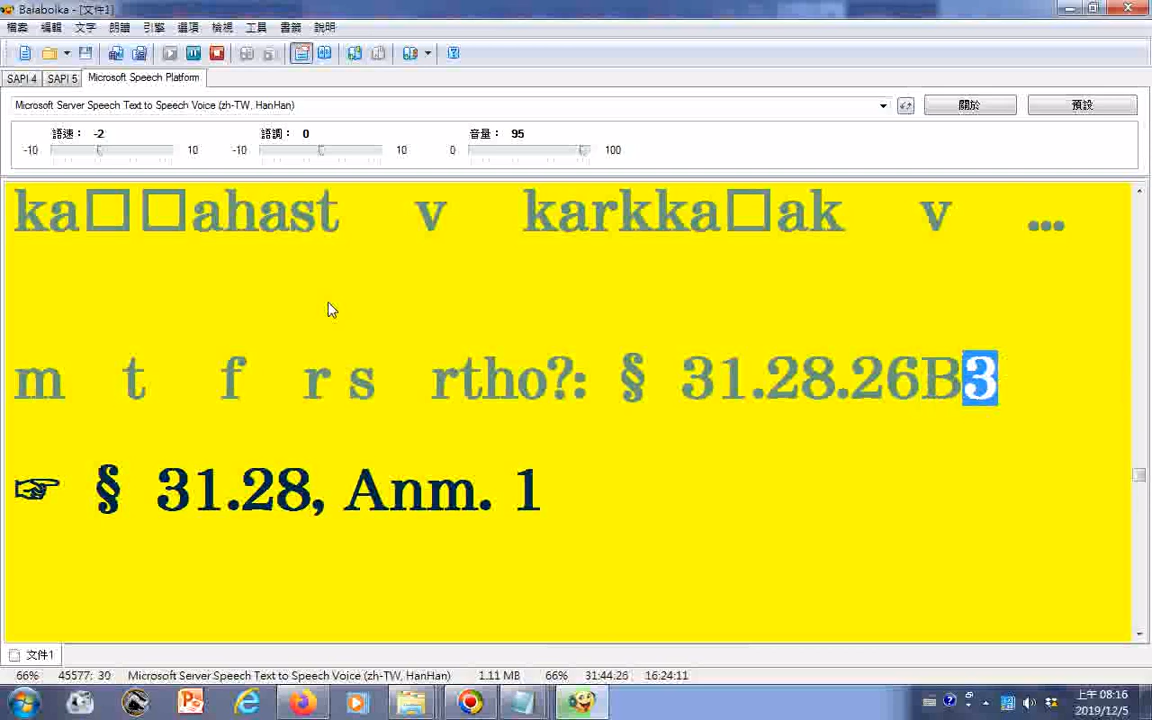 Balabolka - [文件1]
檔案 編輯 文字 朗讀 引擎 選項 檢視 工具 書籤 說明
SAPI 4 SAPI 5 Microsoft Speech Platform
Microsoft Server Speech Text to Speech Voice (zh-TW, HanHan) 關於 預設
語速： -2 語調： 0 音量： 95
-10 10 -10 10 0 100
ka□□ahast v karkka□ak v ...
m t f r s rtho?: § 31.28.26B3
☞ § 31.28, Anm. 1
文件1
66% 45577: 30 Microsoft Server Speech Text to Speech Voice (zh-TW, HanHan) 1.11 MB 66% 31:44:26 16:24:11
上午 08:16
2019/12/5